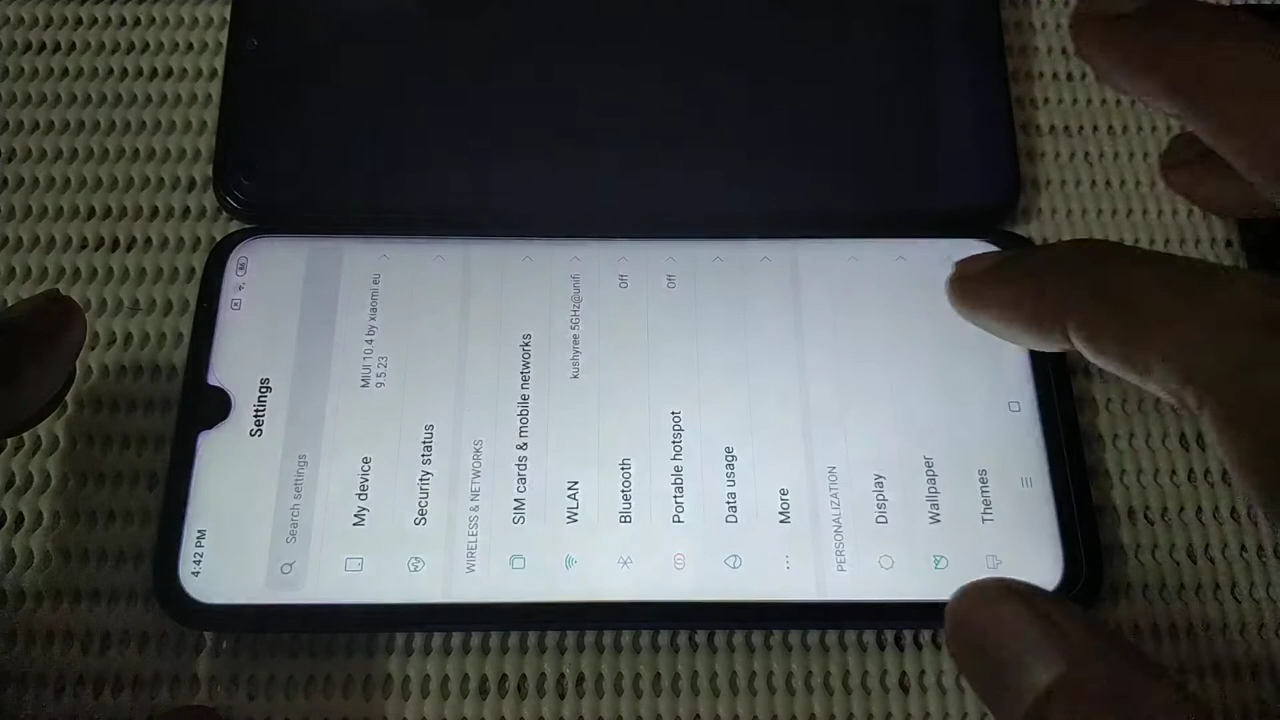 4:42 PM
86
Settings
Search settings
My device
MIUI 10.4 by xiaomi.eu
9.5.23
Security status
WIRELESS & NETWORKS
SIM cards & mobile networks
WLAN
kushyree.5GHz@unifi
Bluetooth
Off
Portable hotspot
Off
Data usage
More
PERSONALIZATION
Display
Wallpaper
Themes